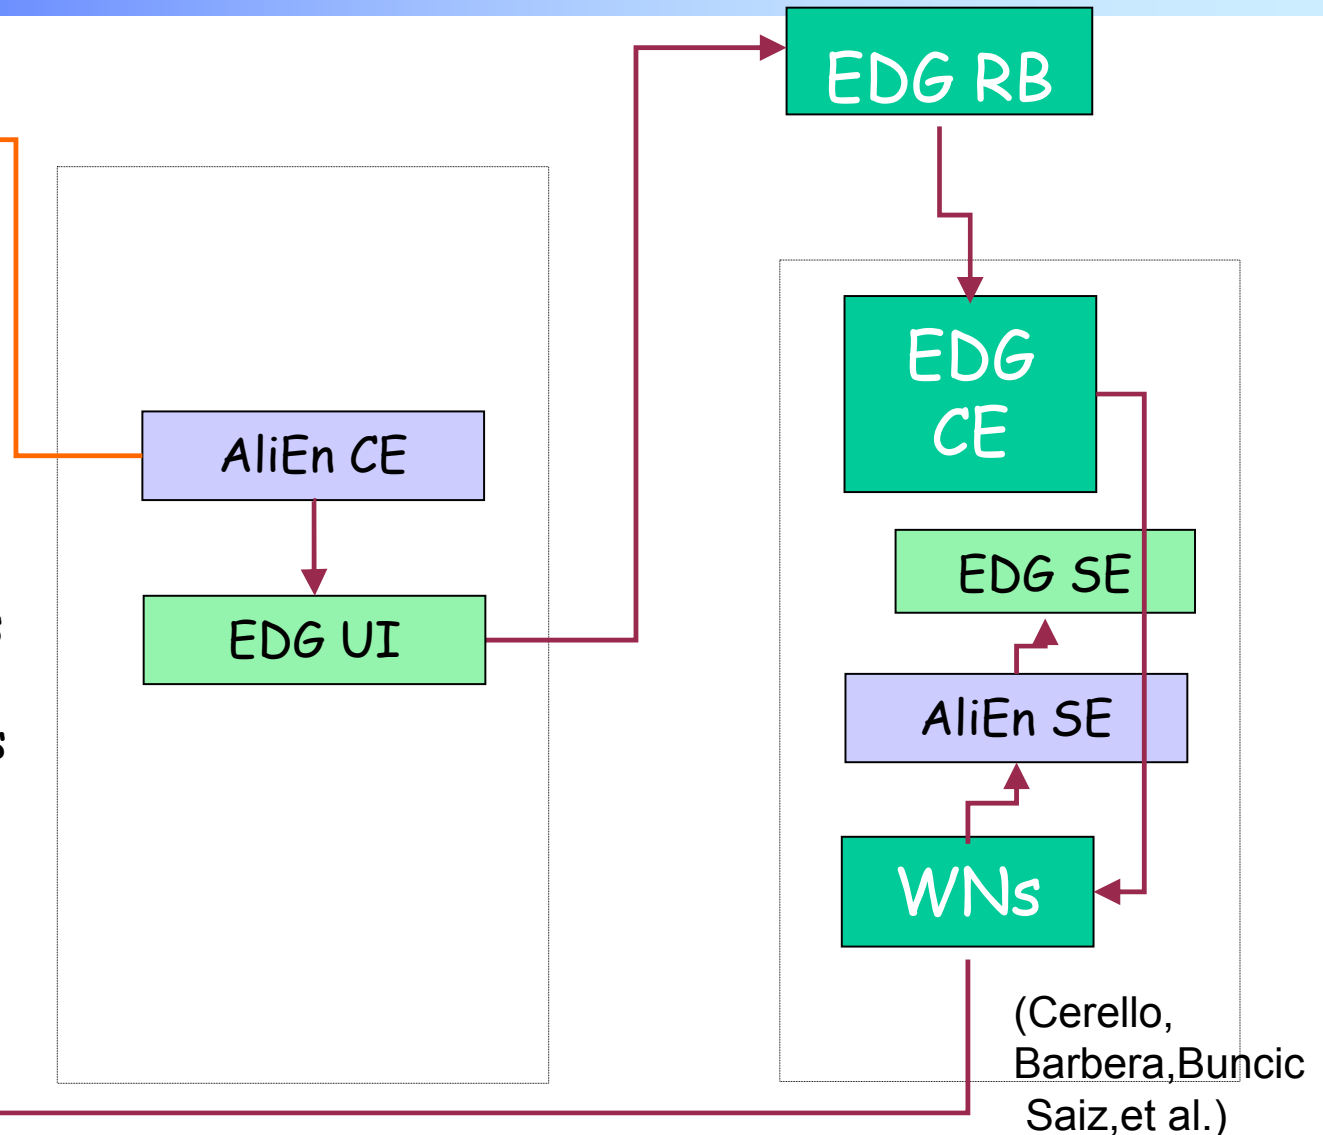 EDG RB
EDG
CE
AliEn CE
EDG SE
EDG UI
AliEn SE
WNs
(Cerello,
Barbera,Buncic
Saiz,et al.)